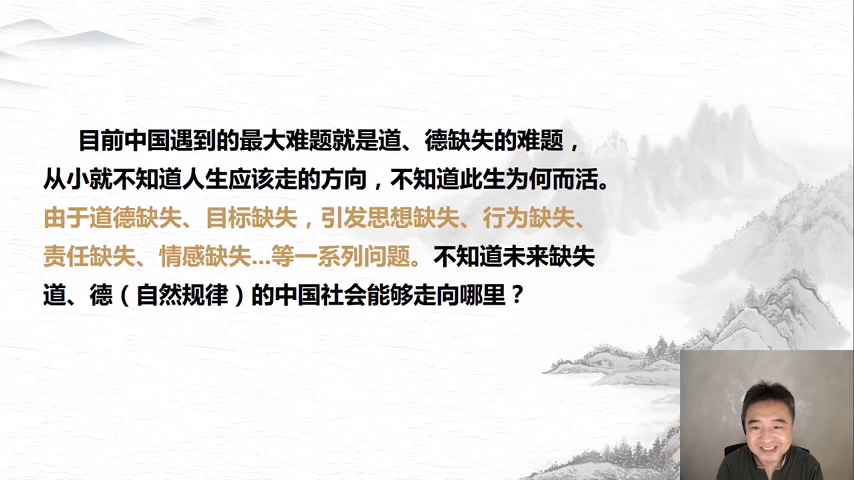 目前中国遇到的最大难题就是道、德缺失的难题，
从小就不知道人生应该走的方向，不知道此生为何而活。
由于道德缺失、目标缺失，引发思想缺失、行为缺失、
责任缺失、情感缺失...等一系列问题。不知道未来缺失
道、德（自然规律）的中国社会能够走向哪里？